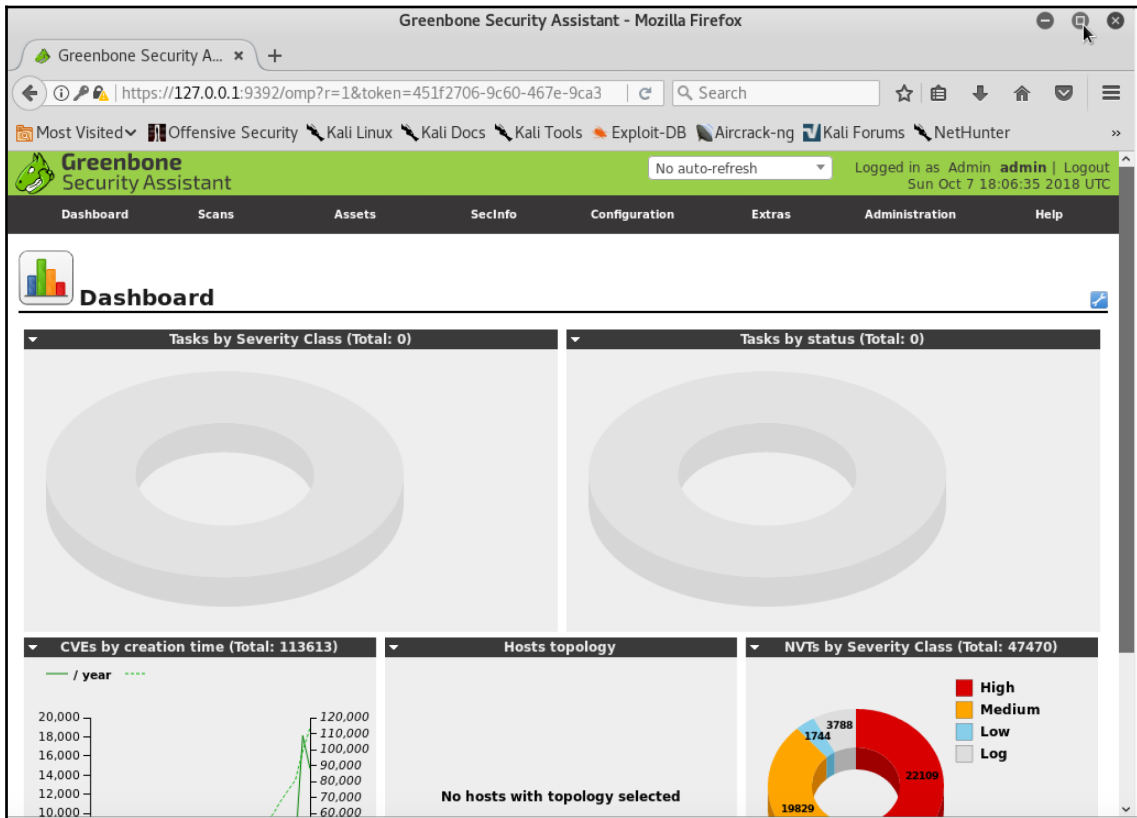 Greenbone Security Assistant - Mozilla Firefox
Greenbone Security A... × +
https://127.0.0.1:9392/omp?r=1&token=451f2706-9c60-467e-9ca3
Search
Most Visited Offensive Security Kali Linux Kali Docs Kali Tools Exploit-DB Aircrack-ng Kali Forums NetHunter »
Greenbone
Security Assistant
No auto-refresh
Logged in as Admin admin | Logout
Sun Oct 7 18:06:35 2018 UTC
Dashboard Scans Assets SecInfo Configuration Extras Administration Help
Dashboard
Tasks by Severity Class (Total: 0)
Tasks by status (Total: 0)
CVEs by creation time (Total: 113613)
/ year
20,000
18,000
16,000
14,000
12,000
10,000
120,000
110,000
100,000
90,000
80,000
70,000
60,000
Hosts topology
No hosts with topology selected
NVTs by Severity Class (Total: 47470)
High
Medium
Low
Log
3788
1744
22109
19829